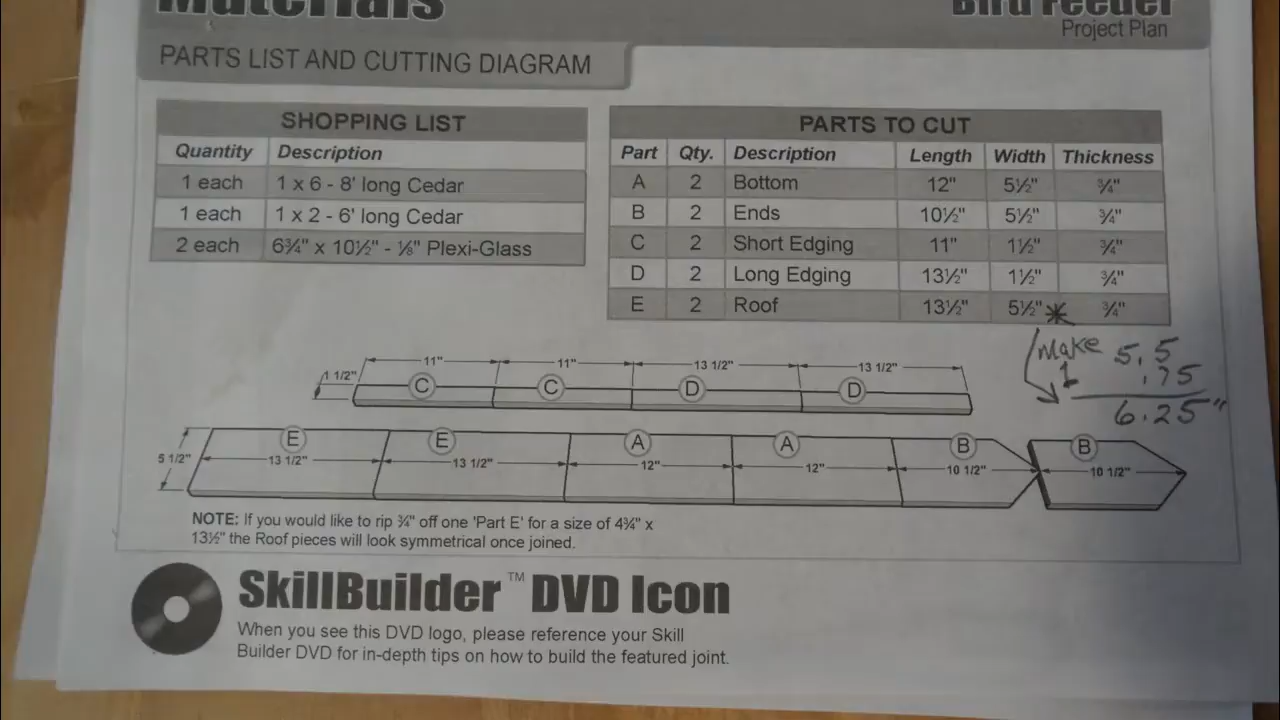 Materials
Bird Feeder
Project Plan
PARTS LIST AND CUTTING DIAGRAM
SHOPPING LIST
Quantity Description
1 each 1 x 6 - 8' long Cedar
1 each 1 x 2 - 6' long Cedar
2 each 6¾" x 10½" - ⅛" Plexi-Glass
PARTS TO CUT
Part Qty. Description Length Width Thickness
A 2 Bottom 12" 5½" ¾"
B 2 Ends 10½" 5½" ¾"
C 2 Short Edging 11" 1½" ¾"
D 2 Long Edging 13½" 1½" ¾"
E 2 Roof 13½" 5½"* ¾"
Make 1
5.5
.75
6.25"
11" 11" 13 1/2" 13 1/2"
1 1/2" C C D D
E E A A B B
5 1/2" 13 1/2" 13 1/2" 12" 12" 10 1/2" 10 1/2"
NOTE: If you would like to rip ¾" off one 'Part E' for a size of 4¾" x
13½" the Roof pieces will look symmetrical once joined.
SkillBuilder™ DVD Icon
When you see this DVD logo, please reference your Skill
Builder DVD for in-depth tips on how to build the featured joint.